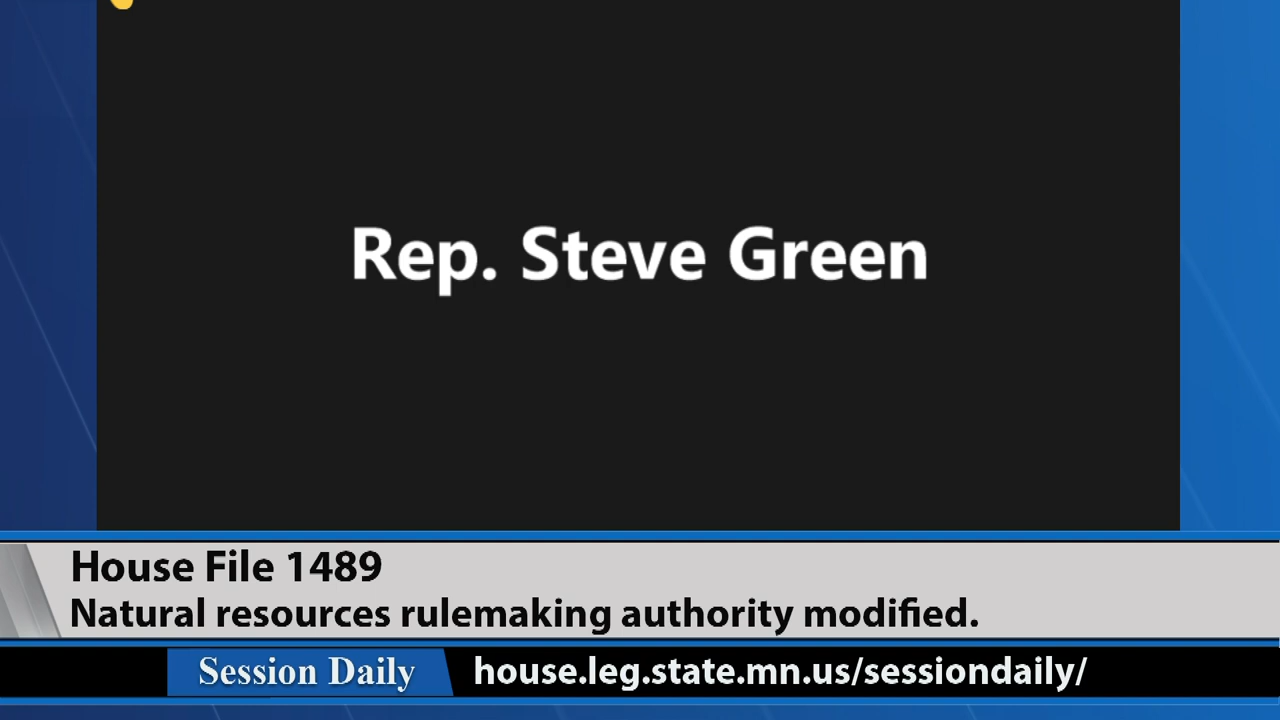 Rep. Steve Green
House File 1489
Natural resources rulemaking authority modified.
Session Daily house.leg.state.mn.us/sessiondaily/